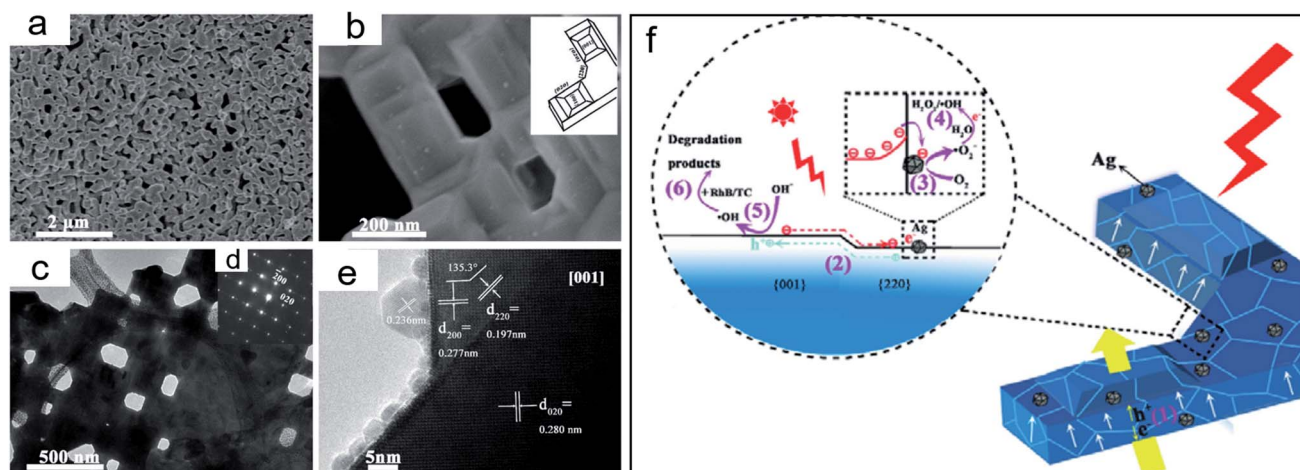 a
2 μm
b
200 nm
{020}
{001}
c
500 nm
d
200
020
e
0.236nm
135.3°
d200=
0.277nm
d220=
0.197nm
[001]
d020=
0.280 nm
5nm
f
Degradation
products
(6)
+RhB/TC
•OH
(5)
OH⁻
H₂O₂/•OH
e⁻
(4)
H₂O
•O₂⁻
(3)
O₂
Ag
e⁻
h⁺
(2)
{001}
{220}
Ag
h⁺
e⁻
(1)